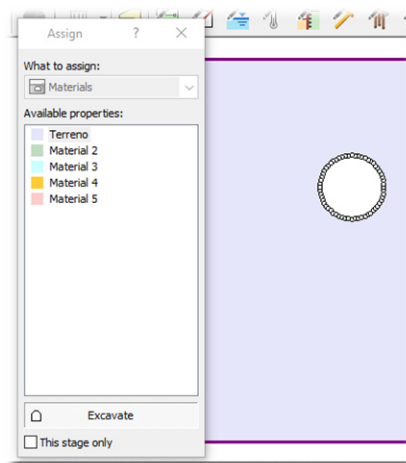 Assign ? ×
What to assign:
Materials
Available properties:
Terreno
Material 2
Material 3
Material 4
Material 5
Excavate
This stage only